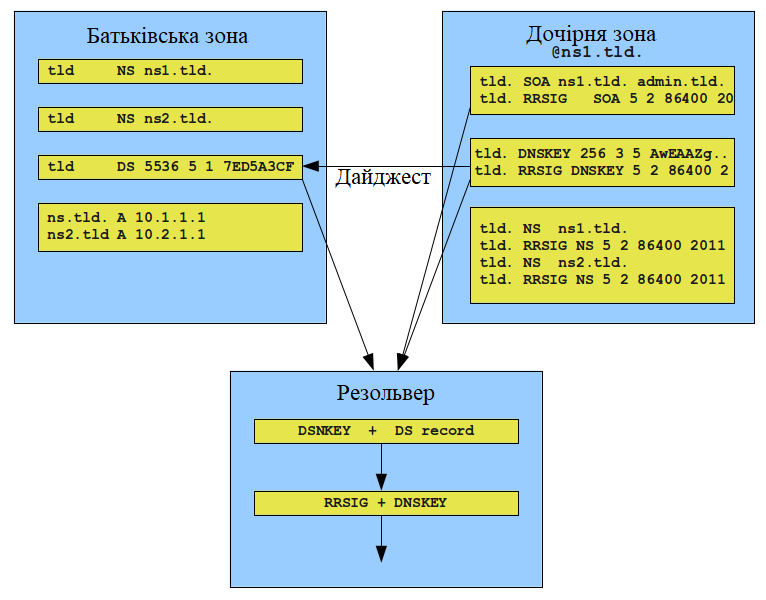 Батьківська зона
tld NS ns1.tld.
tld NS ns2.tld.
tld DS 5536 5 1 7ED5A3CF
ns.tld. A 10.1.1.1
ns2.tld A 10.2.1.1
Дайджест
Дочірня зона
@ns1.tld.
tld. SOA ns1.tld. admin.tld.
tld. RRSIG SOA 5 2 86400 20
tld. DNSKEY 256 3 5 AwEAAZg..
tld. RRSIG DNSKEY 5 2 86400 2
tld. NS ns1.tld.
tld. RRSIG NS 5 2 86400 2011
tld. NS ns2.tld.
tld. RRSIG NS 5 2 86400 2011
Резольвер
DSNKEY + DS record
RRSIG + DNSKEY